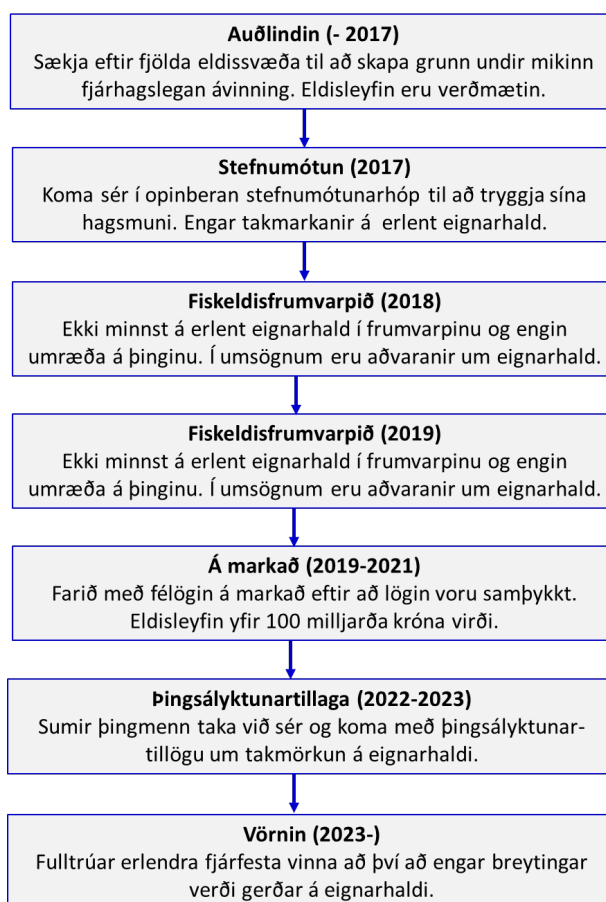 Auðlindin (- 2017)
Sækja eftir fjölda eldissvæða til að skapa grunn undir mikinn
fjárhagslegan ávinning. Eldisleyfin eru verðmætin.
Stefnumótun (2017)
Koma sér í opinberan stefnumótunarhóp til að tryggja sína
hagsmuni. Engar takmarkanir á erlent eignarhald.
Fiskeldisfrumvarpið (2018)
Ekki minnst á erlent eignarhald í frumvarpinu og engin
umræða á þinginu. Í umsögnum eru aðvaranir um eignarhald.
Fiskeldisfrumvarpið (2019)
Ekki minnst á erlent eignarhald í frumvarpinu og engin
umræða á þinginu. Í umsögnum eru aðvaranir um eignarhald.
Á markað (2019-2021)
Farið með félögin á markað eftir að lögin voru samþykkt.
Eldisleyfin yfir 100 milljarða króna virði.
Þingsályktunartillaga (2022-2023)
Sumir þingmenn taka við sér og koma með þingsályktunar-
tillögu um takmörkun á eignarhaldi.
Vörnin (2023-)
Fulltrúar erlendra fjárfesta vinna að því að engar breytingar
verði gerðar á eignarhaldi.